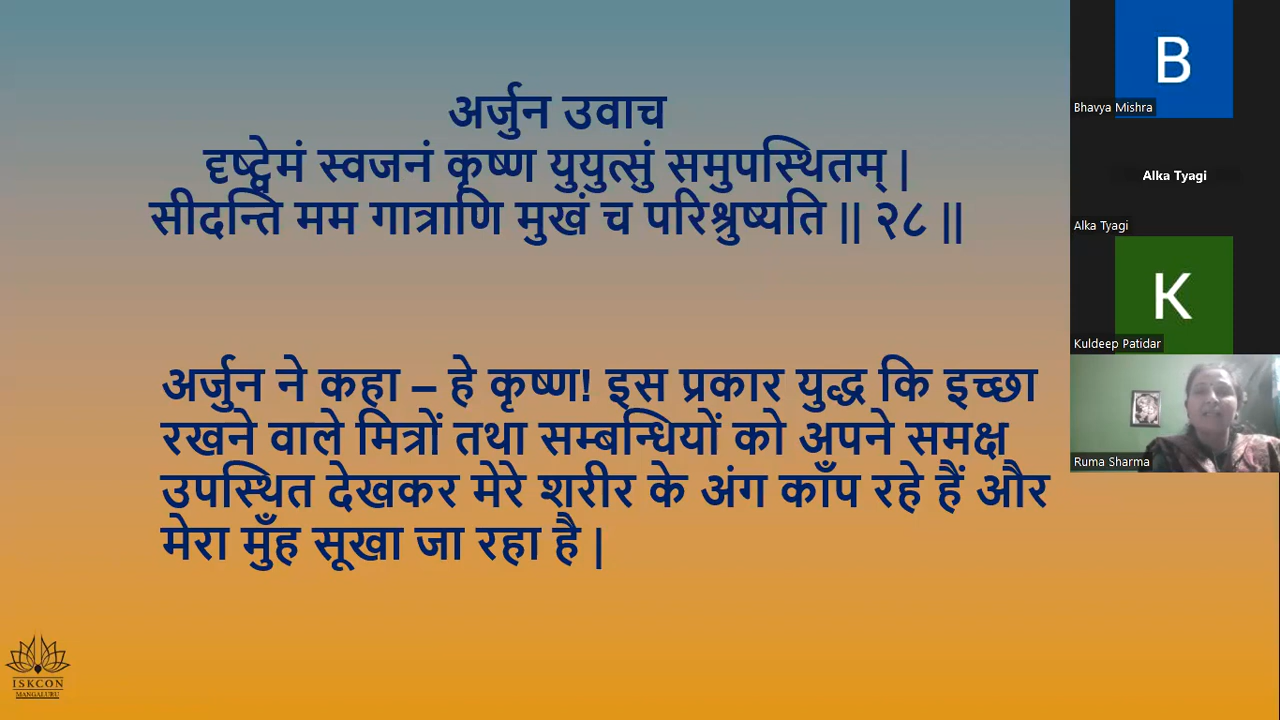 अर्जुन उवाच
दृष्ट्वेमं स्वजनं कृष्ण युयुत्सुं समुपस्थितम् |
सीदन्ति मम गात्राणि मुखं च परिश्रुष्यति || २८ ||
अर्जुन ने कहा – हे कृष्ण! इस प्रकार युद्ध कि इच्छा
रखने वाले मित्रों तथा सम्बन्धियों को अपने समक्ष
उपस्थित देखकर मेरे शरीर के अंग काँप रहे हैं और
मेरा मुँह सूखा जा रहा है |
ISKCON
MANGALURU
B
Bhavya Mishra
Alka Tyagi
Alka Tyagi
K
Kuldeep Patidar
Ruma Sharma